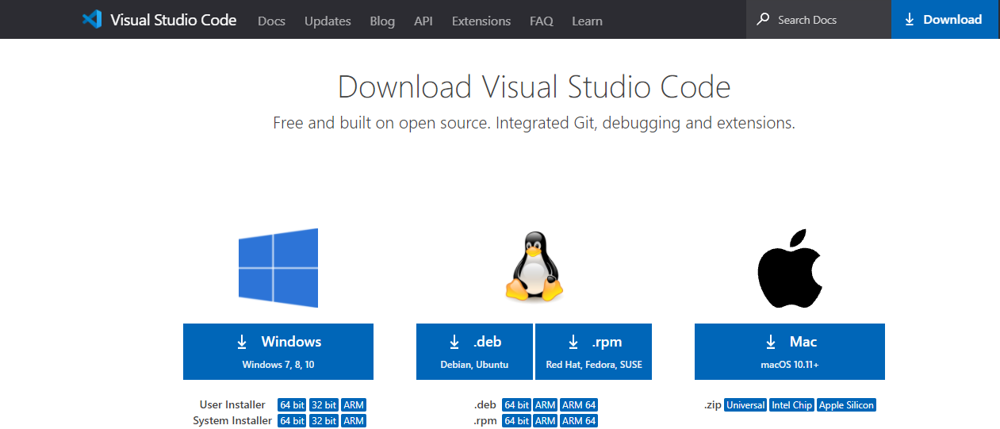 Visual Studio Code Docs Updates Blog API Extensions FAQ Learn Search Docs Download
Download Visual Studio Code
Free and built on open source. Integrated Git, debugging and extensions.
Windows
Windows 7, 8, 10
User Installer 64 bit 32 bit ARM
System Installer 64 bit 32 bit ARM
.deb
Debian, Ubuntu
.rpm
Red Hat, Fedora, SUSE
.deb 64 bit ARM ARM 64
.rpm 64 bit ARM ARM 64
Mac
macOS 10.11+
.zip Universal Intel Chip Apple Silicon